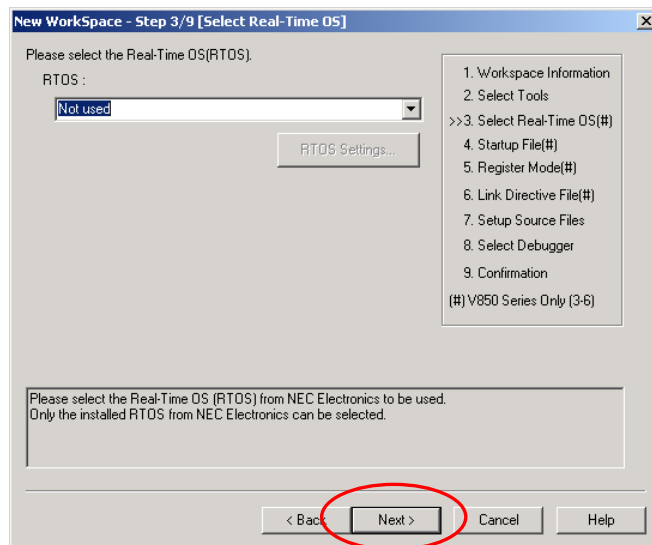 New WorkSpace - Step 3/9 [Select Real-Time OS]
Please select the Real-Time OS(RTOS).
RTOS :
Not used
RTOS Settings...
1. Workspace Information
2. Select Tools
>>3. Select Real-Time OS(#)
4. Startup File(#)
5. Register Mode(#)
6. Link Directive File(#)
7. Setup Source Files
8. Select Debugger
9. Confirmation
(#) V850 Series Only (3-6)
Please select the Real-Time OS (RTOS) from NEC Electronics to be used.
Only the installed RTOS from NEC Electronics can be selected.
< Back Next > Cancel Help